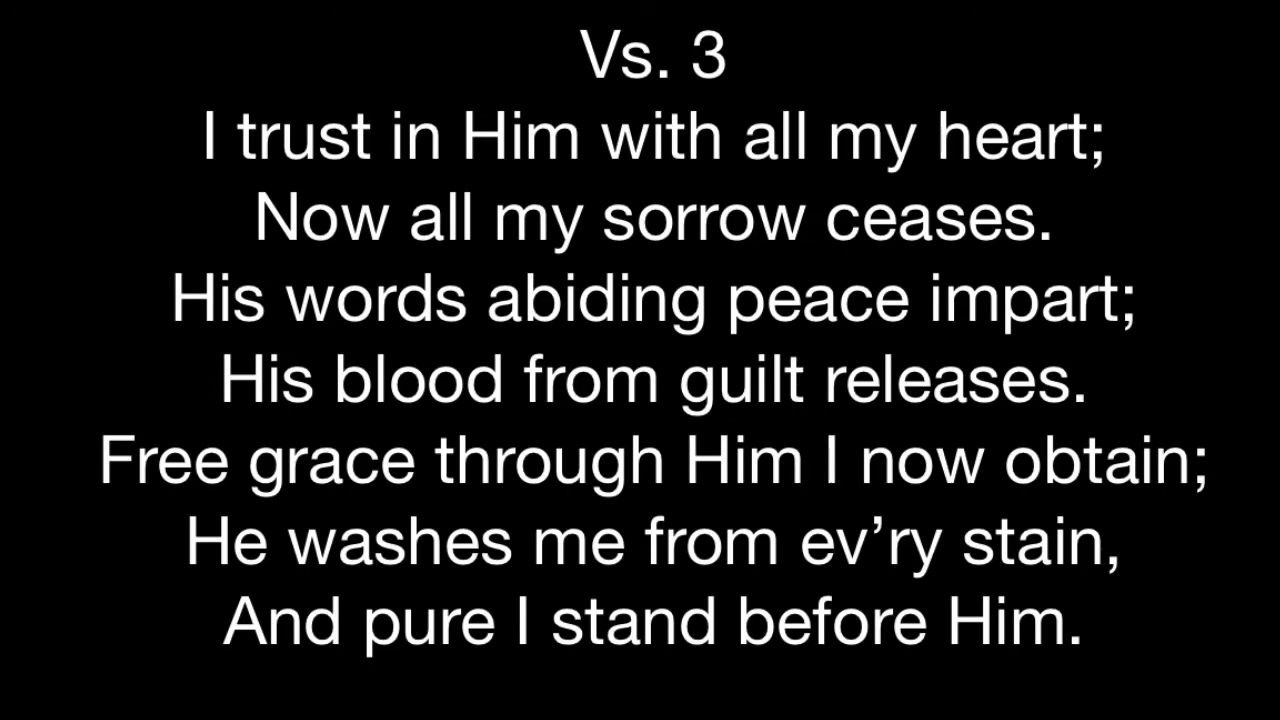 Vs. 3
I trust in Him with all my heart;
Now all my sorrow ceases.
His words abiding peace impart;
His blood from guilt releases.
Free grace through Him I now obtain;
He washes me from ev’ry stain,
And pure I stand before Him.